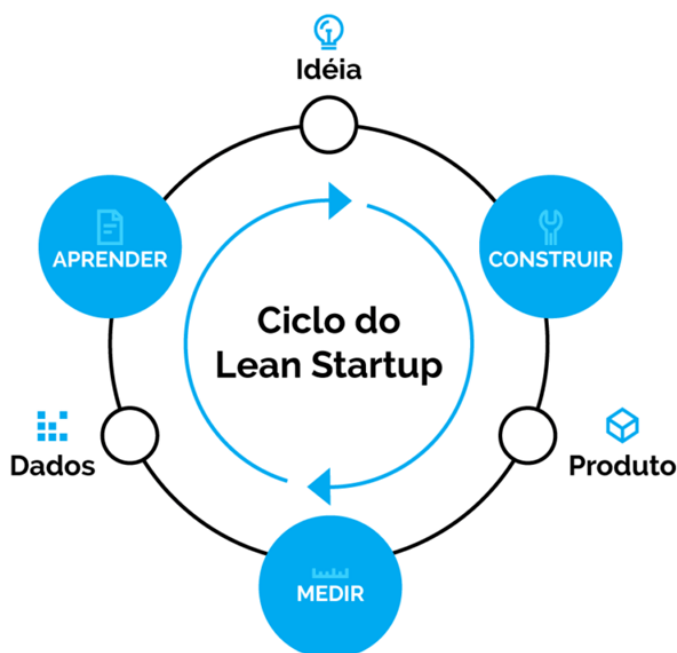 Idéia
APRENDER
CONSTRUIR
Ciclo do
Lean Startup
Dados
Produto
MEDIR